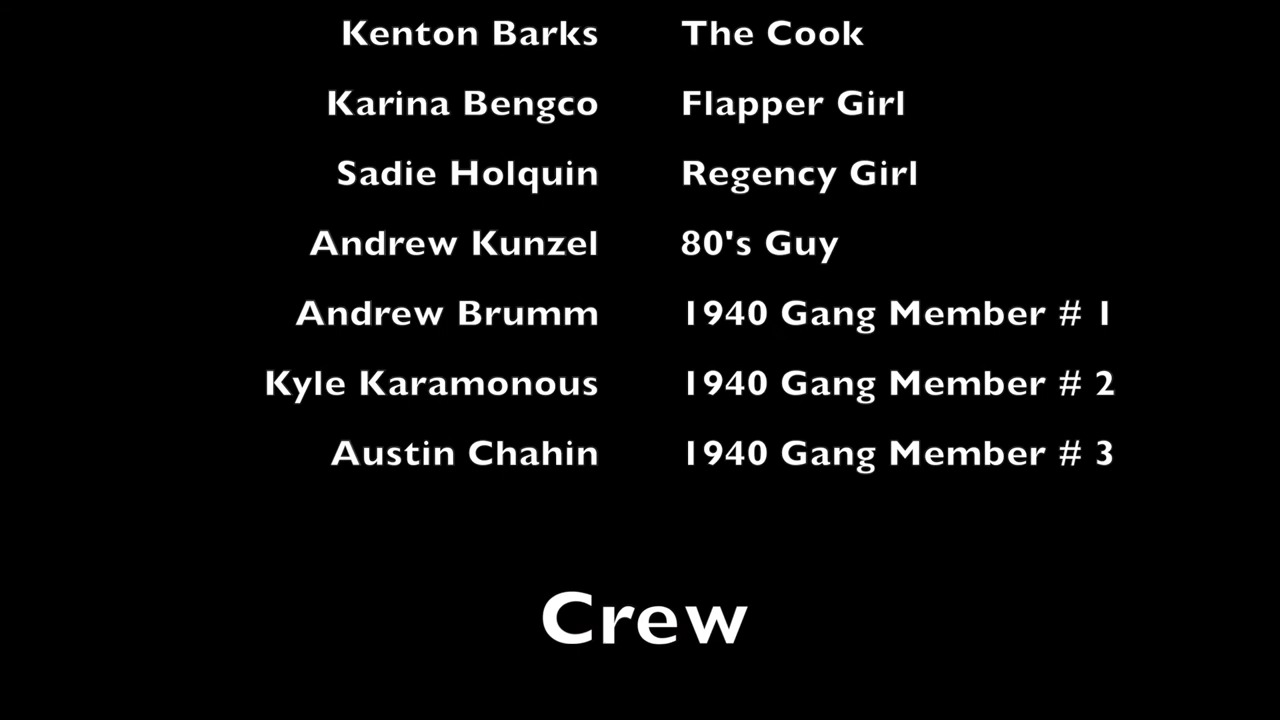 Kenton Barks The Cook
Karina Bengco Flapper Girl
Sadie Holquin Regency Girl
Andrew Kunzel 80's Guy
Andrew Brumm 1940 Gang Member # 1
Kyle Karamonous 1940 Gang Member # 2
Austin Chahin 1940 Gang Member # 3
Crew